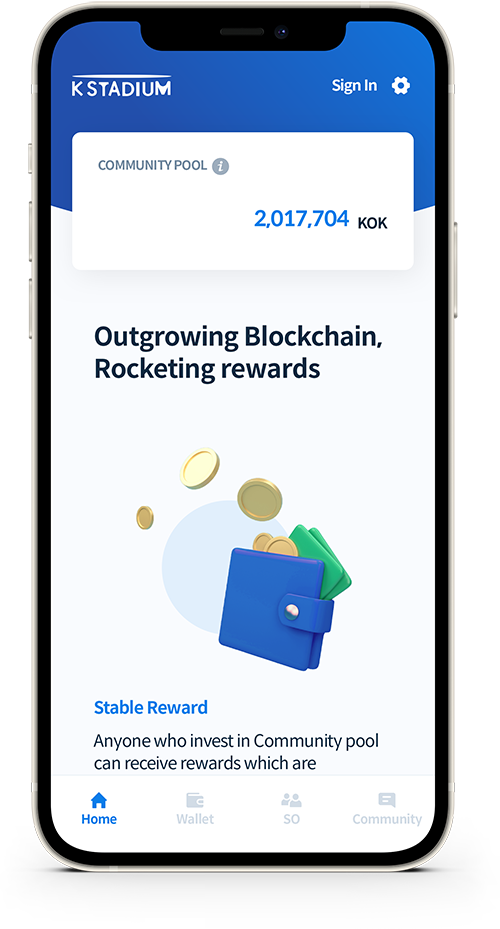 K STADIUM
Sign In
COMMUNITY POOL i
2,017,704 KOK
Outgrowing Blockchain,
Rocketing rewards
Stable Reward
Anyone who invest in Community pool
can receive rewards which are
Home Wallet SO Community